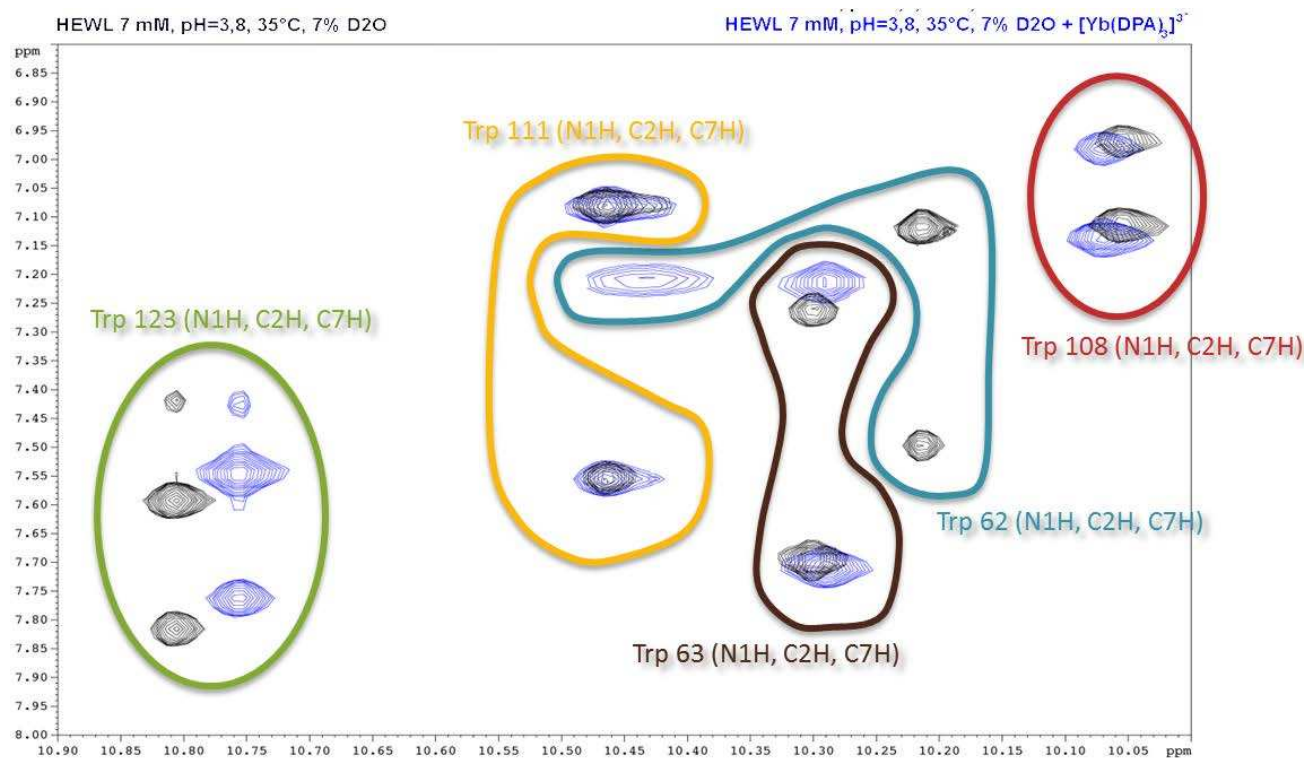 HEWL 7 mM, pH=3,8, 35°C, 7% D2O
HEWL 7 mM, pH=3,8, 35°C, 7% D2O + [Yb(DPA)3]3-
ppm
6.85
6.90
6.95
7.00
7.05
7.10
7.15
7.20
7.25
7.30
7.35
7.40
7.45
7.50
7.55
7.60
7.65
7.70
7.75
7.80
7.85
7.90
7.95
8.00
Trp 111 (N1H, C2H, C7H)
Trp 123 (N1H, C2H, C7H)
Trp 108 (N1H, C2H, C7H)
Trp 62 (N1H, C2H, C7H)
Trp 63 (N1H, C2H, C7H)
10.90 10.85 10.80 10.75 10.70 10.65 10.60 10.55 10.50 10.45 10.40 10.35 10.30 10.25 10.20 10.15 10.10 10.05 ppm